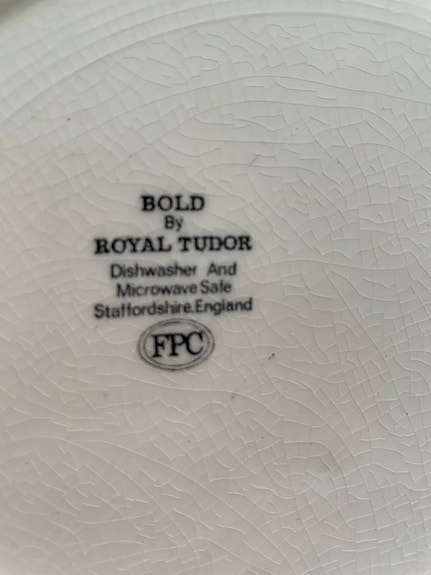 BOLD
By
ROYAL TUDOR
Dishwasher And
Microwave Safe
Staffordshire.England
FPC